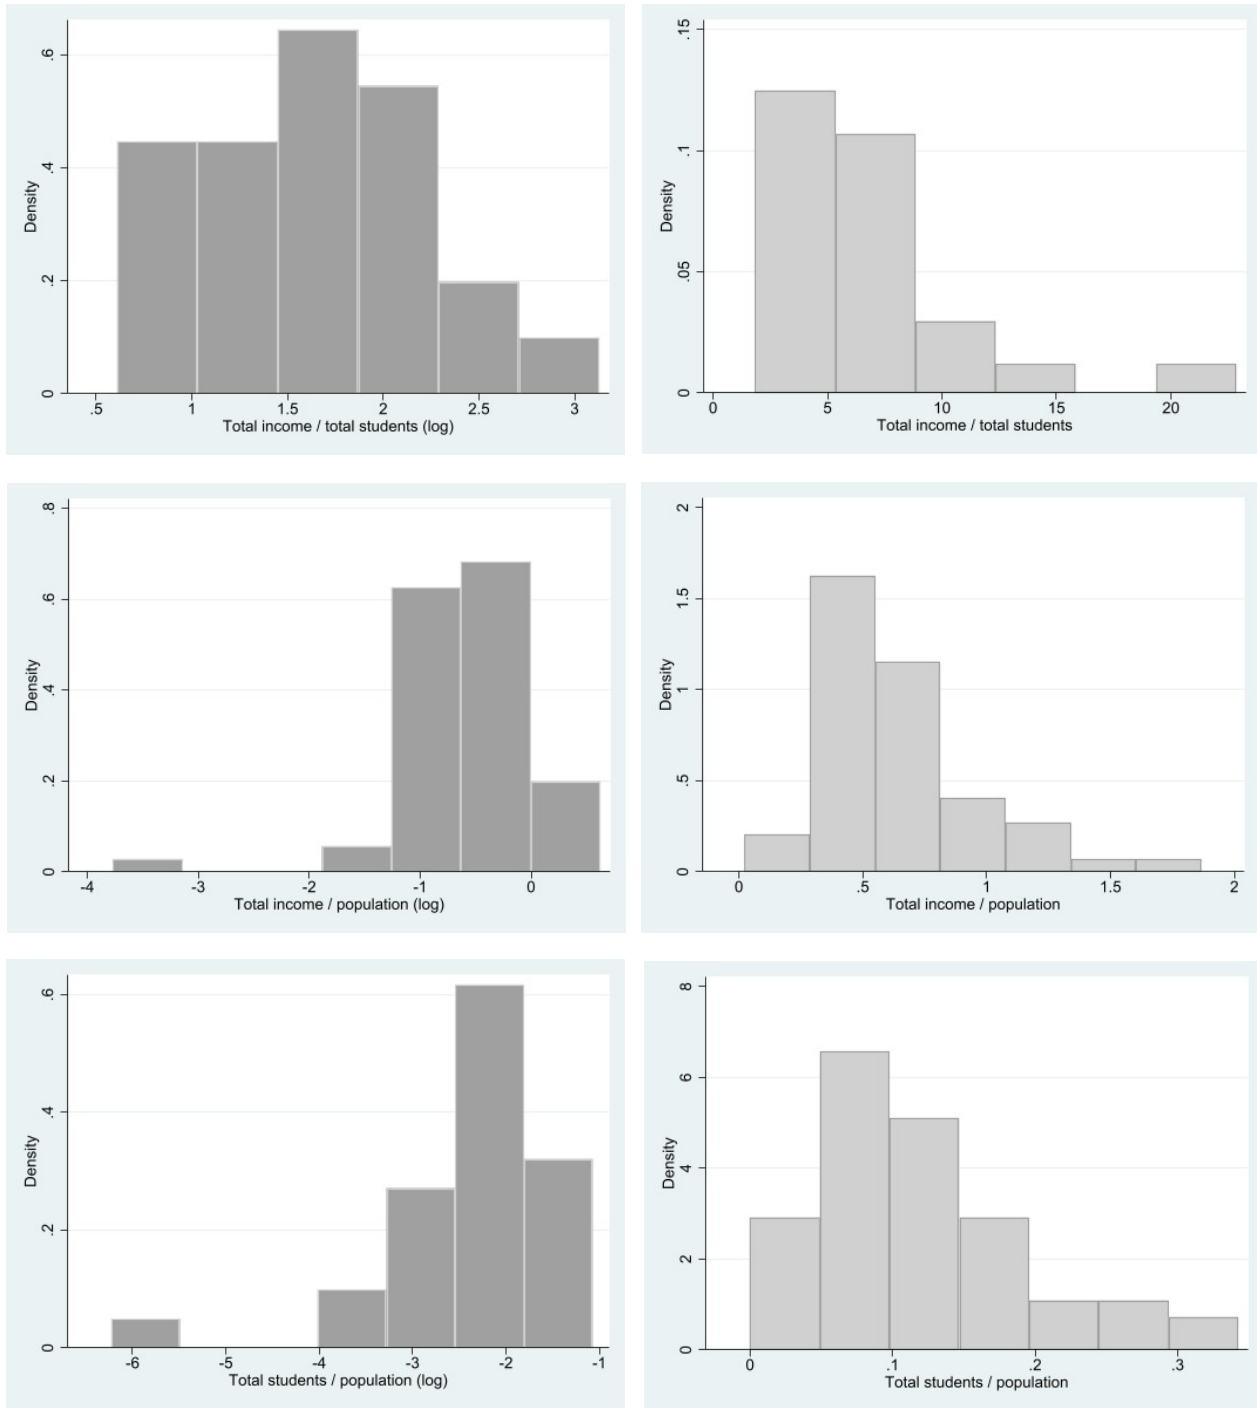 .6
.4
.2
0
Density
.5 1 1.5 2 2.5 3
Total income / total students (log)
.15
.1
.05
0
Density
0 5 10 15 20
Total income / total students
.8
.6
.4
.2
0
Density
-4 -3 -2 -1 0
Total income / population (log)
2
1.5
1
.5
0
Density
0 .5 1 1.5 2
Total income / population
.6
.4
.2
0
Density
-6 -5 -4 -3 -2 -1
Total students / population (log)
8
6
4
2
0
Density
0 .1 .2 .3
Total students / population